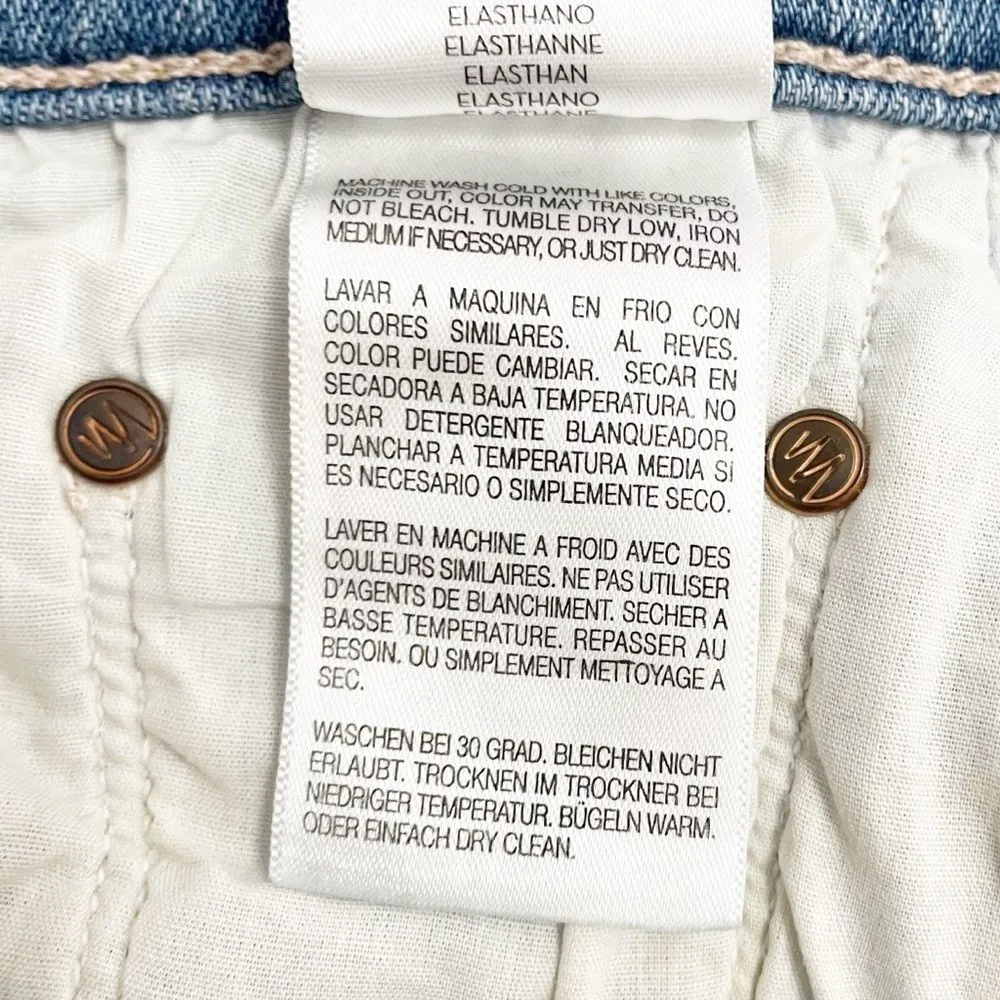 ELASTHANO
ELASTHANNE
ELASTHAN
ELASTHANO
ELASTHANE
MACHINE WASH COLD WITH LIKE COLORS,
INSIDE OUT, COLOR MAY TRANSFER, DO
NOT BLEACH. TUMBLE DRY LOW, IRON
MEDIUM IF NECESSARY, OR JUST DRY CLEAN.
LAVAR A MAQUINA EN FRIO CON
COLORES SIMILARES. AL REVES.
COLOR PUEDE CAMBIAR. SECAR EN
SECADORA A BAJA TEMPERATURA. NO
USAR DETERGENTE BLANQUEADOR.
PLANCHAR A TEMPERATURA MEDIA SI
ES NECESARIO O SIMPLEMENTE SECO.
LAVER EN MACHINE A FROID AVEC DES
COULEURS SIMILAIRES. NE PAS UTILISER
D'AGENTS DE BLANCHIMENT. SECHER A
BASSE TEMPERATURE. REPASSER AU
BESOIN. OU SIMPLEMENT METTOYAGE A
SEC.
WASCHEN BEI 30 GRAD. BLEICHEN NICHT
ERLAUBT. TROCKNEN IM TROCKNER BEI
NIEDRIGER TEMPERATUR. BÜGELN WARM.
ODER EINFACH DRY CLEAN.